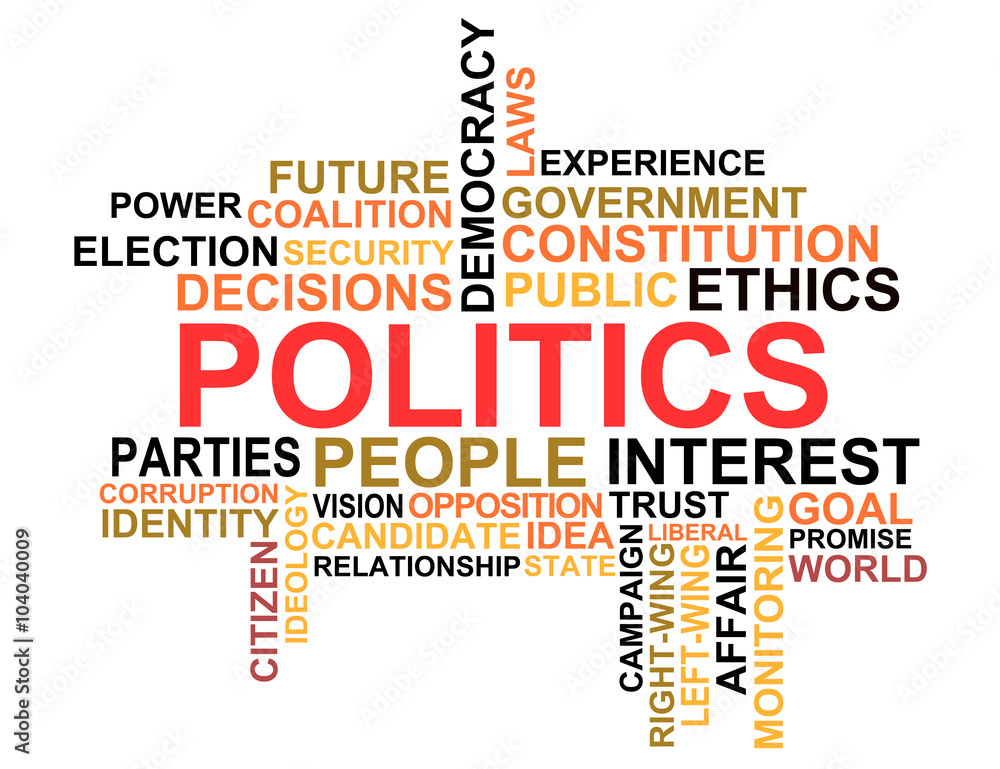 DEMOCRACY
LAWS
EXPERIENCE
FUTURE
GOVERNMENT
POWER
COALITION
CONSTITUTION
ELECTION
SECURITY
DECISIONS
PUBLIC
ETHICS
POLITICS
PARTIES
PEOPLE
INTEREST
CORRUPTION
VISION
OPPOSITION
TRUST
GOAL
IDENTITY
IDEOLOGY
CANDIDATE
IDEA
LIBERAL
PROMISE
CITIZEN
RELATIONSHIP
STATE
CAMPAIGN
RIGHT-WING
LEFT-WING
AFFAIR
MONITORING
WORLD
Adobe Stock | #104040009
Adobe Stock